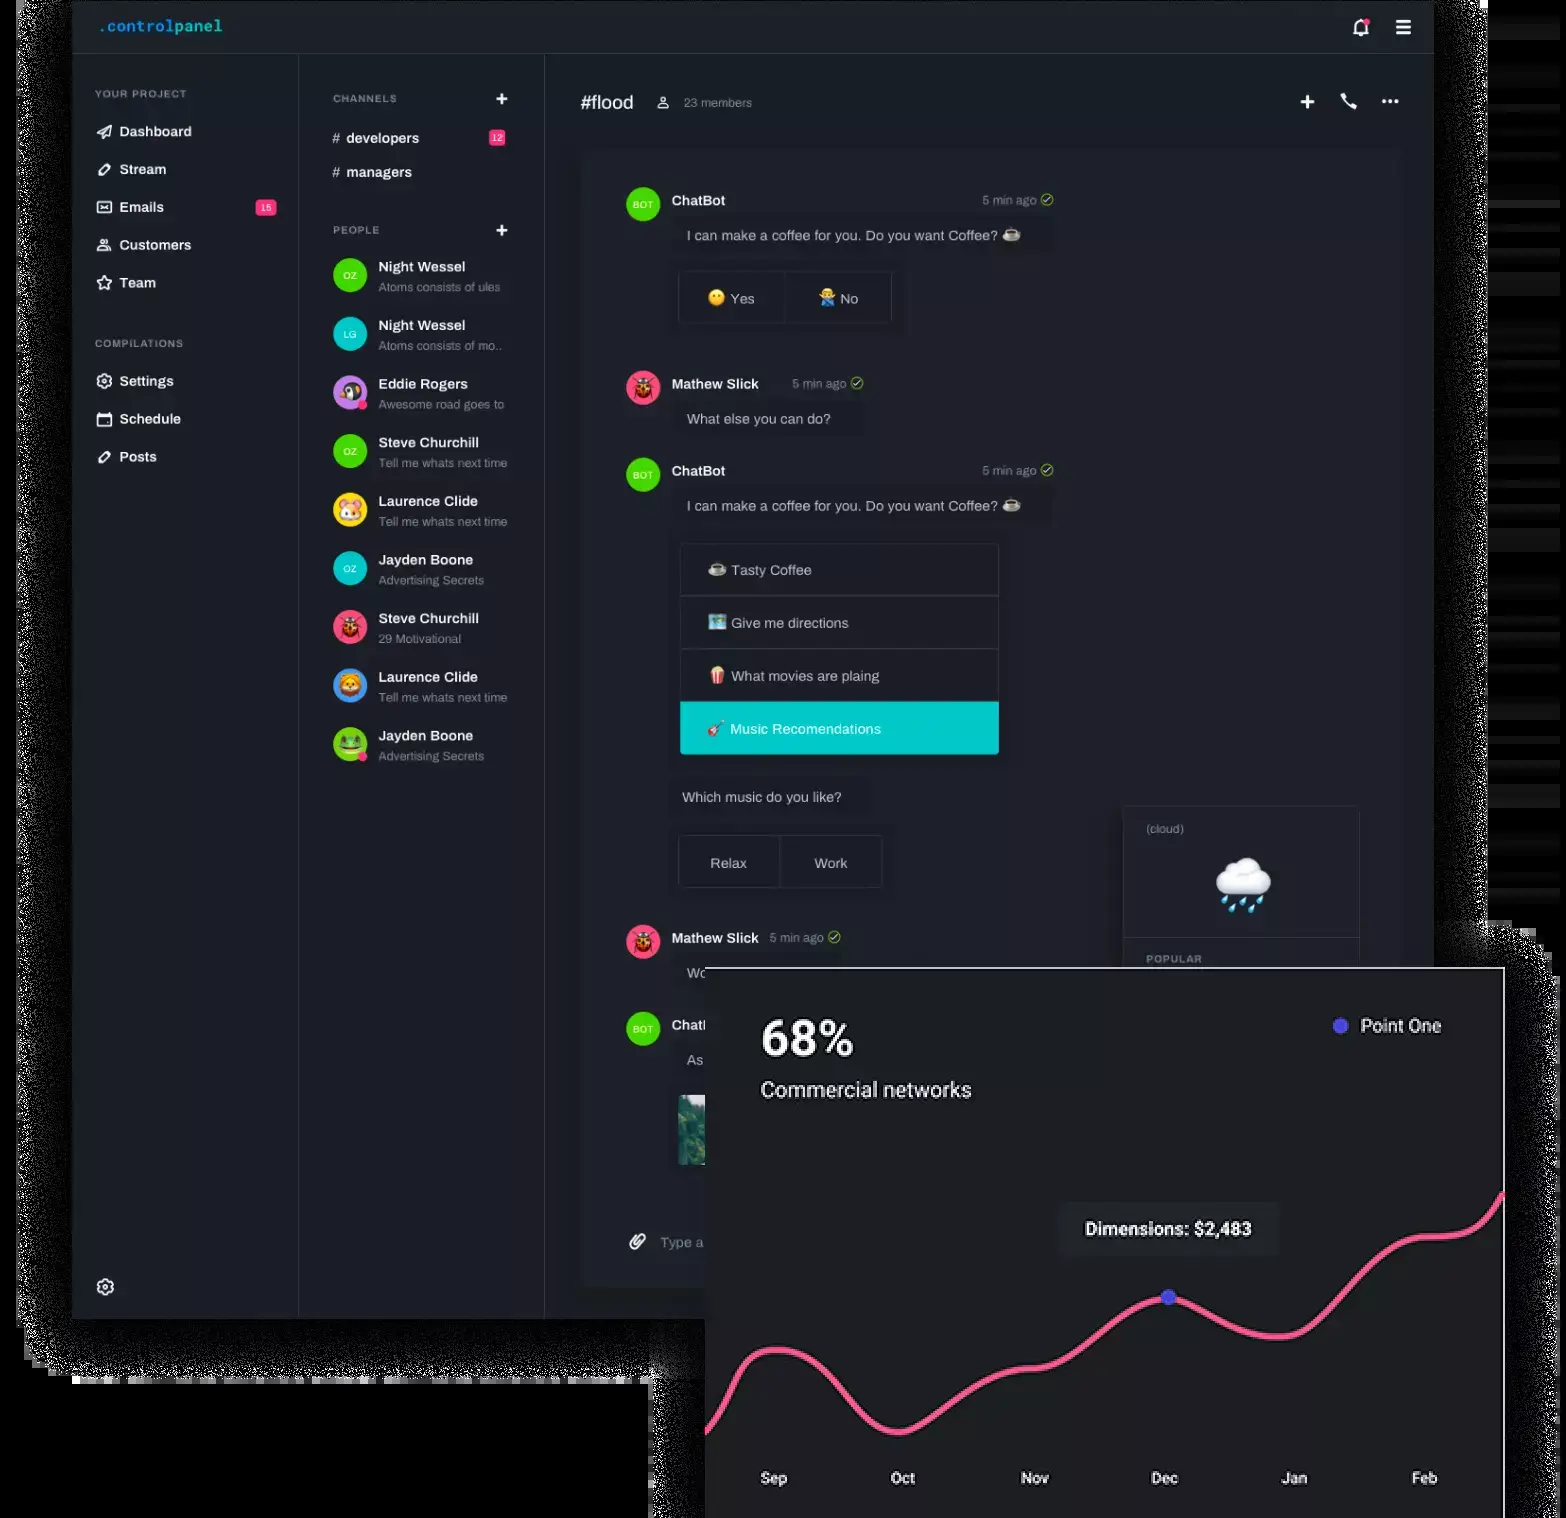 .controlpanel
YOUR PROJECT
Dashboard
Stream
Emails 15
Customers
Team
COMPILATIONS
Settings
Schedule
Posts
CHANNELS
# developers 12
# managers
PEOPLE
OZ
Night Wessel
Atoms consists of ules
LG
Night Wessel
Atoms consists of mo..
Eddie Rogers
Awesome road goes to
OZ
Steve Churchill
Tell me whats next time
Laurence Clide
Tell me whats next time
OZ
Jayden Boone
Advertising Secrets
Steve Churchill
29 Motivational
Laurence Clide
Tell me whats next time
Jayden Boone
Advertising Secrets
#flood 23 members
BOT
ChatBot 5 min ago
I can make a coffee for you. Do you want Coffee?
Yes No
Mathew Slick 5 min ago
What else you can do?
BOT
ChatBot 5 min ago
I can make a coffee for you. Do you want Coffee?
Tasty Coffee
Give me directions
What movies are plaing
Music Recomendations
Which music do you like?
Relax Work
Mathew Slick 5 min ago
Wo
BOT
Chat
As
Type a
(cloud)
POPULAR
68%
Commercial networks
Point One
Dimensions: $2,483
Sep Oct Nov Dec Jan Feb